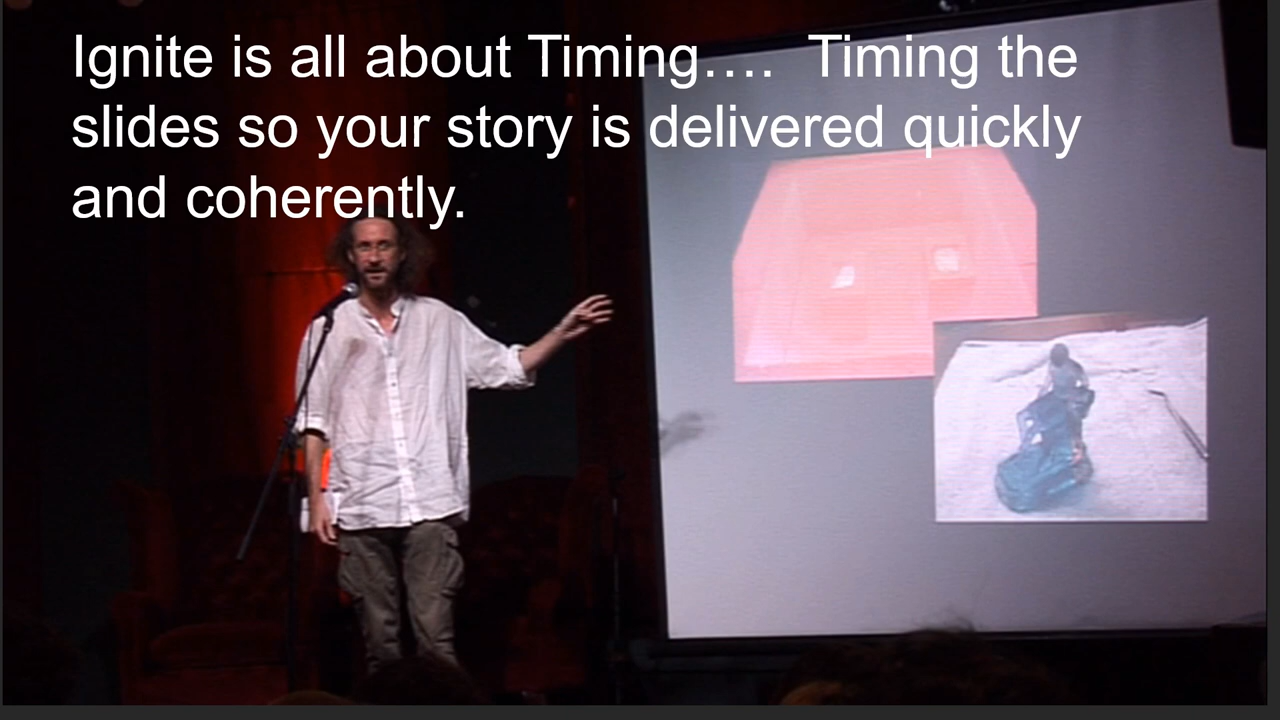 Ignite is all about Timing…. Timing the
slides so your story is delivered quickly
and coherently.